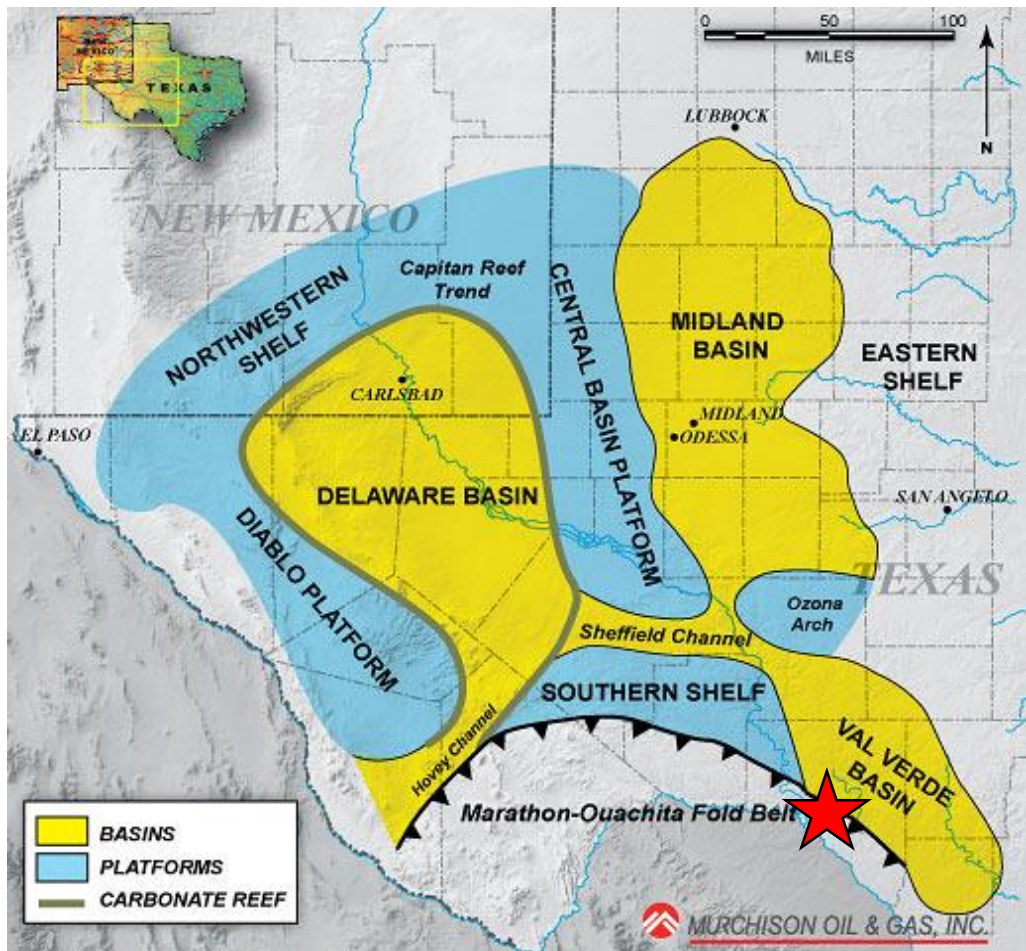 NEW
MEXICO
TEXAS
0 50 100
MILES
N
LUBBOCK
NEW MEXICO
Capitan Reef
Trend
NORTHWESTERN
SHELF
CENTRAL BASIN PLATFORM
MIDLAND
BASIN
EASTERN
SHELF
CARLSBAD
EL PASO
MIDLAND
ODESSA
DELAWARE BASIN
SAN ANGELO
DIABLO PLATFORM
TEXAS
Ozona
Arch
Sheffield Channel
SOUTHERN SHELF
Hovey Channel
VAL VERDE
BASIN
Marathon-Ouachita Fold Belt
BASINS
PLATFORMS
CARBONATE REEF
MURCHISON OIL & GAS, INC.